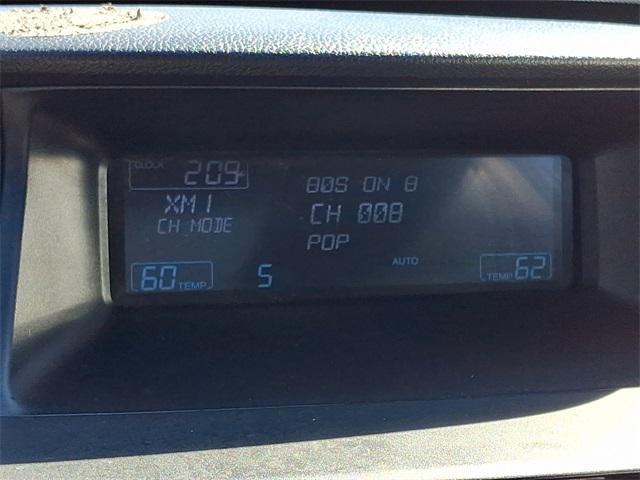 CLOCK 209
80S ON 8
XM1
CH 008
CH MODE
POP
AUTO
60 TEMP
5
TEMP 62